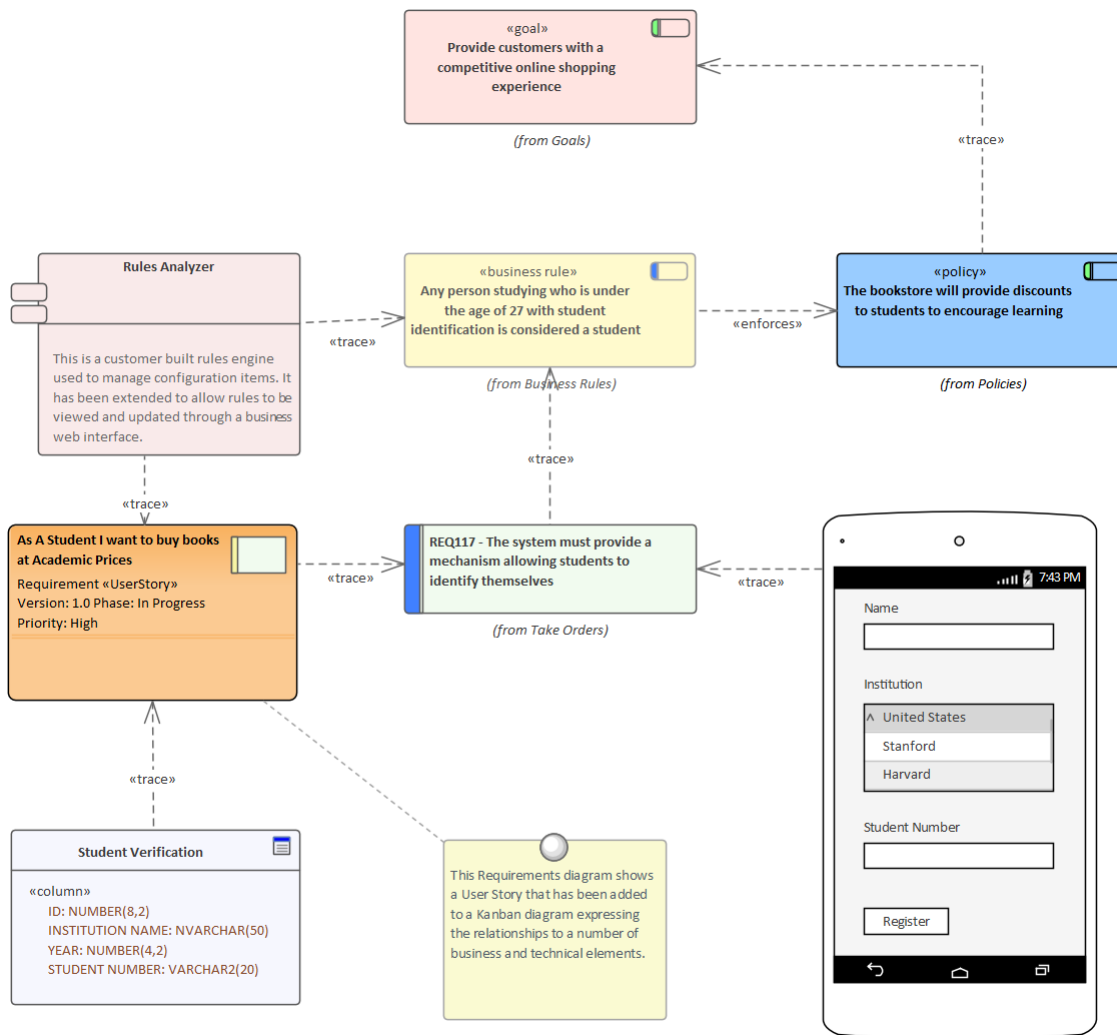 «goal»
Provide customers with a
competitive online shopping
experience
(from Goals)
«trace»
Rules Analyzer
This is a customer built rules engine
used to manage configuration items. It
has been extended to allow rules to be
viewed and updated through a business
web interface.
«trace»
«business rule»
Any person studying who is under
the age of 27 with student
identification is considered a student
(from Business Rules)
«enforces»
«policy»
The bookstore will provide discounts
to students to encourage learning
(from Policies)
«trace»
«trace»
As A Student I want to buy books
at Academic Prices
Requirement «UserStory»
Version: 1.0 Phase: In Progress
Priority: High
«trace»
REQ117 - The system must provide a
mechanism allowing students to
identify themselves
(from Take Orders)
«trace»
7:43 PM
Name
Institution
^ United States
Stanford
Harvard
Student Number
Register
«trace»
Student Verification
«column»
ID: NUMBER(8,2)
INSTITUTION NAME: NVARCHAR(50)
YEAR: NUMBER(4,2)
STUDENT NUMBER: VARCHAR2(20)
This Requirements diagram shows
a User Story that has been added
to a Kanban diagram expressing
the relationships to a number of
business and technical elements.